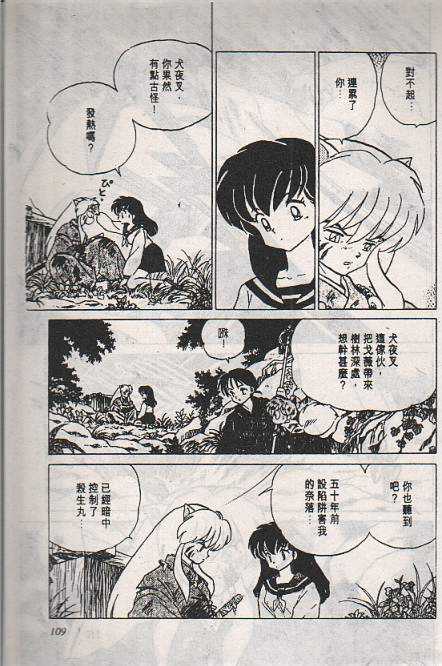 對不起…
連累了
你…
犬夜叉，
你果然
有點古怪！
發熱嗎？
ぴと、
犬夜叉
這傢伙，
把戈薇帶來
樹林深處，
想幹甚麼？
你也聽到
吧？
五十年前
設陷阱害我
的奈落…
已經暗中
控制了
殺生丸…
109